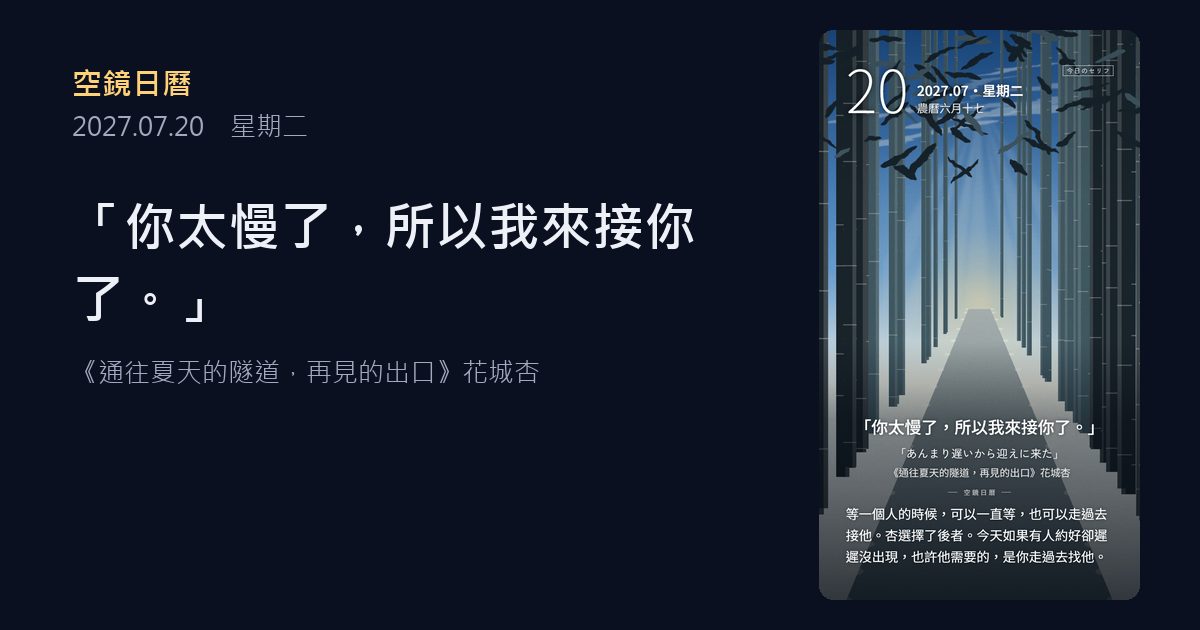 空鏡日曆
2027.07.20 星期二
「你太慢了，所以我來接你
了。」
《通往夏天的隧道，再見的出口》花城杏
20
2027.07・星期二
農曆六月十七
今日のセリフ
「你太慢了，所以我來接你了。」
「あんまり遅いから迎えに来た」
《通往夏天的隧道，再見的出口》花城杏
— 空鏡日曆 —
等一個人的時候，可以一直等，也可以走過去
接他。杏選擇了後者。今天如果有人約好卻遲
遲沒出現，也許他需要的，是你走過去找他。